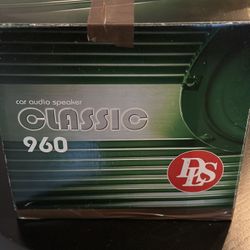 car audio speaker
CLASSIC
960
DLS